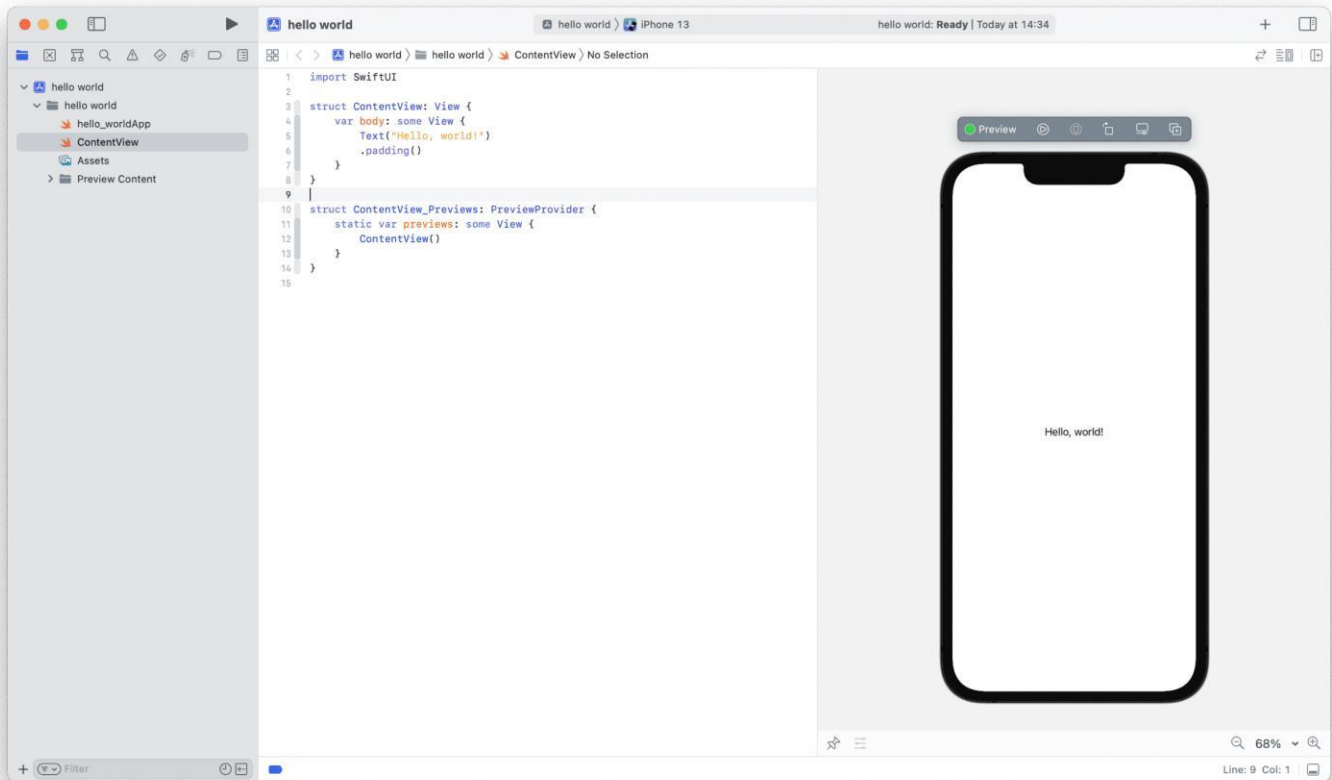 hello world
hello world 〉 iPhone 13
hello world: Ready | Today at 14:34
hello world 〉 hello world 〉 ContentView 〉 No Selection
hello world
hello world
hello_worldApp
ContentView
Assets
Preview Content
1 import SwiftUI
2
3 struct ContentView: View {
4     var body: some View {
5         Text("Hello, world!")
6         .padding()
7     }
8 }
9
10 struct ContentView_Previews: PreviewProvider {
11     static var previews: some View {
12         ContentView()
13     }
14 }
15
Preview
Hello, world!
68%
Filter
Line: 9 Col: 1